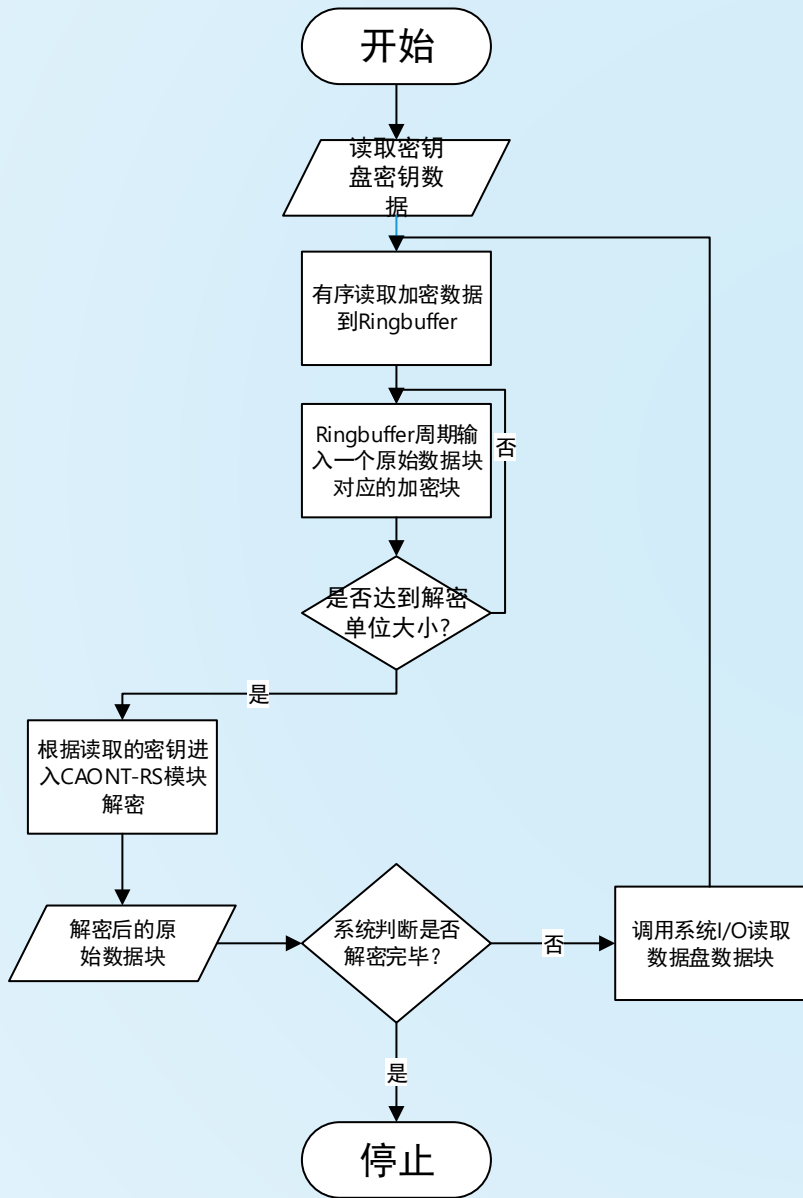 开始
读取密钥
盘密钥数
据
有序读取加密数据
到Ringbuffer
Ringbuffer周期输
入一个原始数据块
对应的加密块
否
是否达到解密
单位大小?
是
根据读取的密钥进
入CAONT-RS模块
解密
解密后的原
始数据块
系统判断是否
解密完毕？
否
调用系统I/O读取
数据盘数据块
是
停止